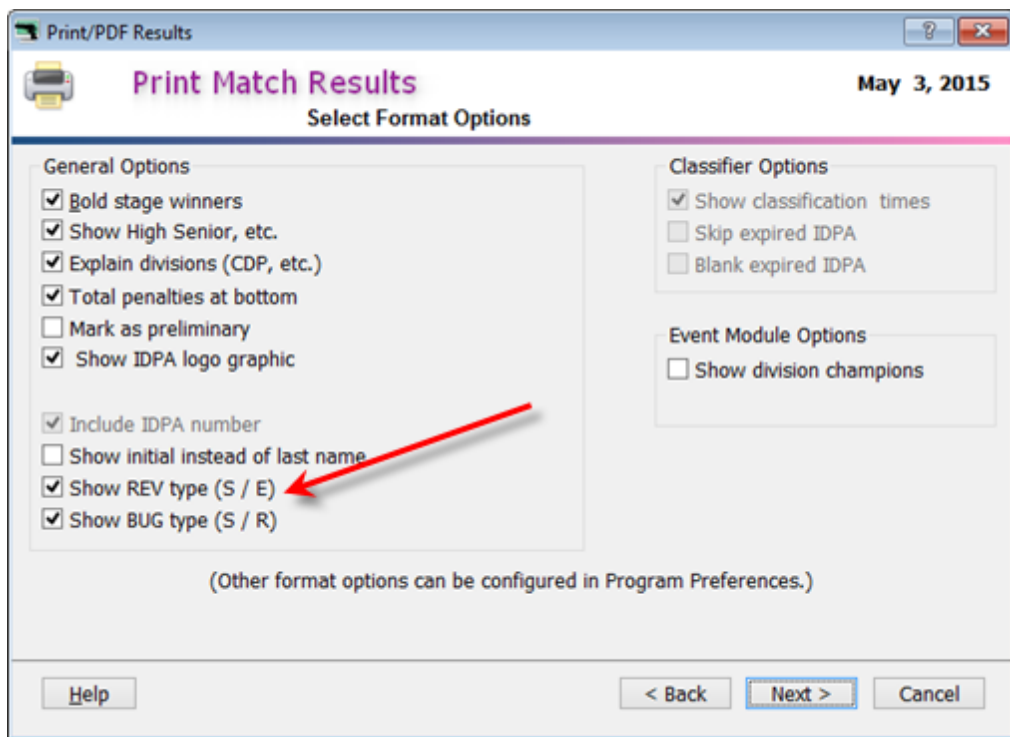 Print/PDF Results
Print Match Results
May 3, 2015
Select Format Options
General Options
Bold stage winners
Show High Senior, etc.
Explain divisions (CDP, etc.)
Total penalties at bottom
Mark as preliminary
Show IDPA logo graphic
Include IDPA number
Show initial instead of last name
Show REV type (S / E)
Show BUG type (S / R)
Classifier Options
Show classification times
Skip expired IDPA
Blank expired IDPA
Event Module Options
Show division champions
(Other format options can be configured in Program Preferences.)
Help
< Back
Next >
Cancel